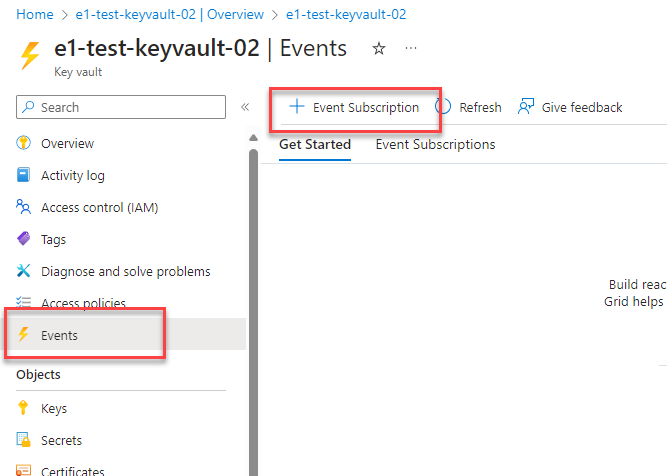 Home > e1-test-keyvault-02 | Overview > e1-test-keyvault-02
e1-test-keyvault-02 | Events ☆ ...
Key vault
Search «
+ Event Subscription Refresh Give feedback
Overview
Get Started Event Subscriptions
Activity log
Access control (IAM)
Tags
Diagnose and solve problems
Build reac
Access policies
Grid helps
Events
Objects
Keys
Secrets
Certificates